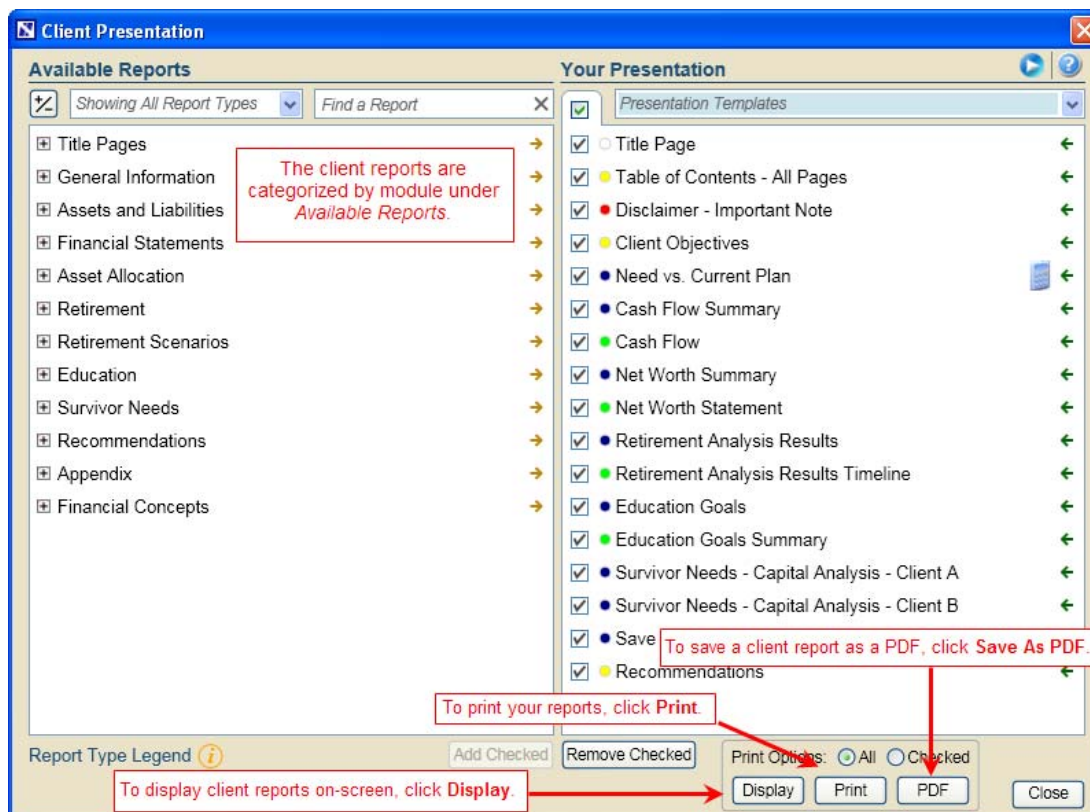 Client Presentation
Available Reports
Your Presentation
Showing All Report Types
Find a Report
Presentation Templates
Title Pages
General Information
Assets and Liabilities
Financial Statements
Asset Allocation
Retirement
Retirement Scenarios
Education
Survivor Needs
Recommendations
Appendix
Financial Concepts
The client reports are
categorized by module under
Available Reports.
Title Page
Table of Contents - All Pages
Disclaimer - Important Note
Client Objectives
Need vs. Current Plan
Cash Flow Summary
Cash Flow
Net Worth Summary
Net Worth Statement
Retirement Analysis Results
Retirement Analysis Results Timeline
Education Goals
Education Goals Summary
Survivor Needs - Capital Analysis - Client A
Survivor Needs - Capital Analysis - Client B
Save
To save a client report as a PDF, click Save As PDF.
Recommendations
To print your reports, click Print.
Report Type Legend
Add Checked
Remove Checked
Print Options: All Checked
To display client reports on-screen, click Display.
Display
Print
PDF
Close